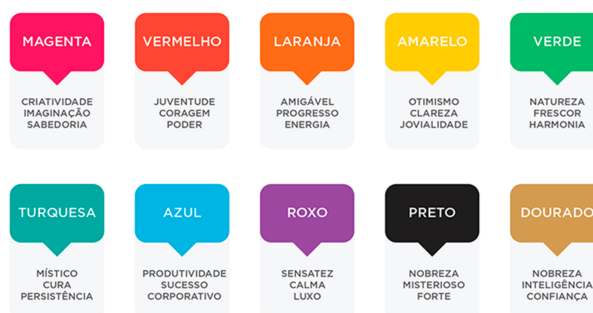 MAGENTA
CRIATIVIDADE
IMAGINAÇÃO
SABEDORIA
VERMELHO
JUVENTUDE
CORAGEM
PODER
LARANJA
AMIGÁVEL
PROGRESSO
ENERGIA
AMARELO
OTIMISMO
CLAREZA
JOVIALIDADE
VERDE
NATUREZA
FRESCOR
HARMONIA
TURQUESA
MÍSTICO
CURA
PERSISTÊNCIA
AZUL
PRODUTIVIDADE
SUCESSO
CORPORATIVO
ROXO
SENSATEZ
CALMA
LUXO
PRETO
NOBREZA
MISTERIOSO
FORTE
DOURADO
NOBREZA
INTELIGÊNCIA
CONFIANÇA